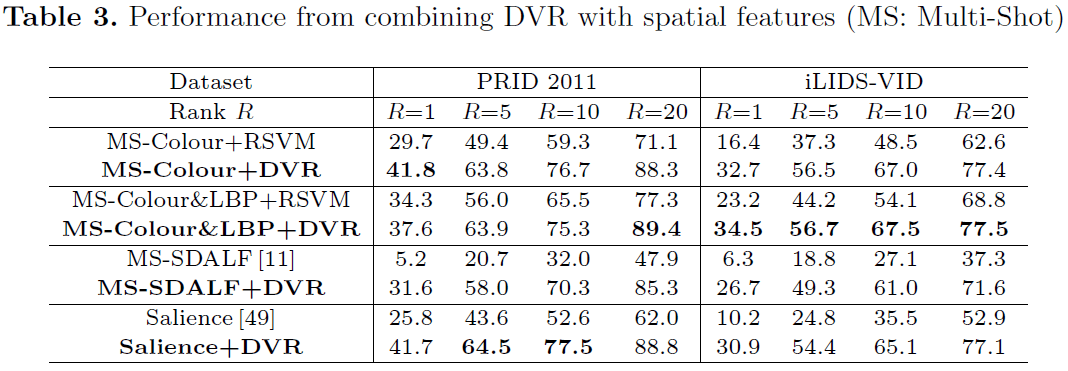 Table 3. Performance from combining DVR with spatial features (MS: Multi-Shot)
Dataset PRID 2011 iLIDS-VID
Rank R R=1 R=5 R=10 R=20 R=1 R=5 R=10 R=20
MS-Colour+RSVM 29.7 49.4 59.3 71.1 16.4 37.3 48.5 62.6
MS-Colour+DVR 41.8 63.8 76.7 88.3 32.7 56.5 67.0 77.4
MS-Colour&LBP+RSVM 34.3 56.0 65.5 77.3 23.2 44.2 54.1 68.8
MS-Colour&LBP+DVR 37.6 63.9 75.3 89.4 34.5 56.7 67.5 77.5
MS-SDALF [11] 5.2 20.7 32.0 47.9 6.3 18.8 27.1 37.3
MS-SDALF+DVR 31.6 58.0 70.3 85.3 26.7 49.3 61.0 71.6
Salience [49] 25.8 43.6 52.6 62.0 10.2 24.8 35.5 52.9
Salience+DVR 41.7 64.5 77.5 88.8 30.9 54.4 65.1 77.1